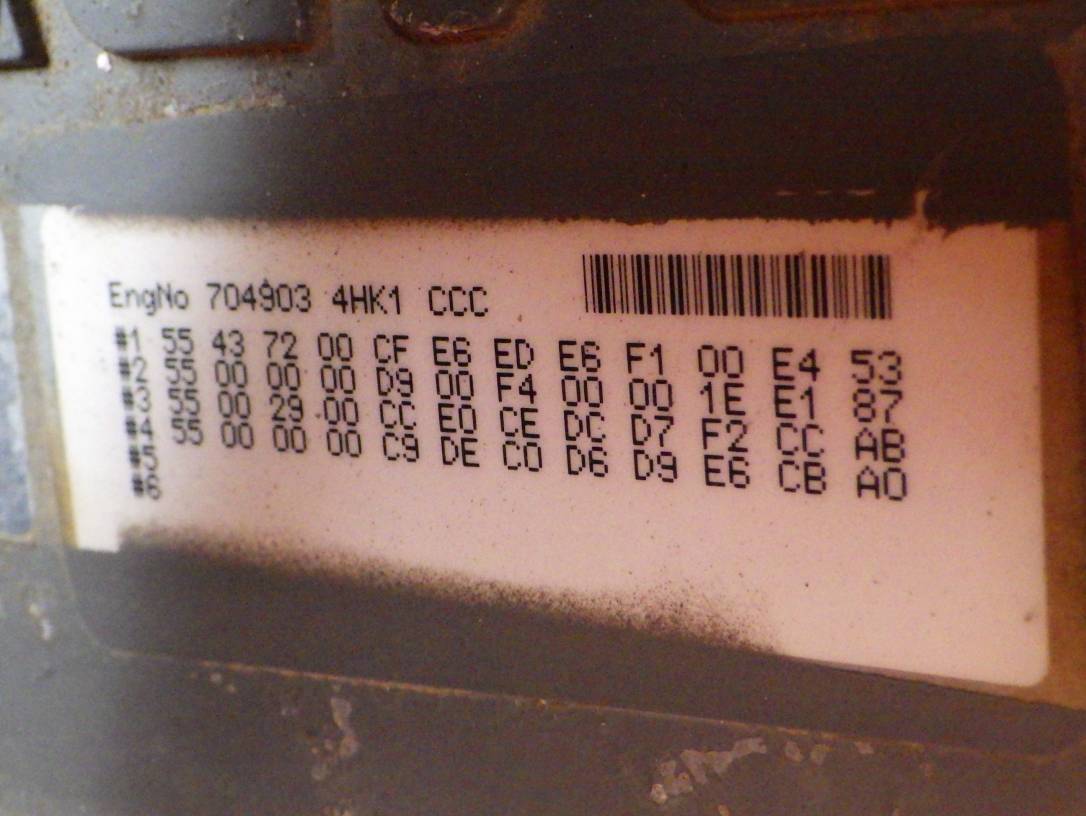 EngNo 704903 4HK1 CCC
#1 55 43 72 00 CF E6 ED E6 F1 00 E4 53
#2 55 00 00 00 D9 00 F4 00 00 1E E1 87
#3 55 00 29 00 CC E0 CE DC D7 F2 CC AB
#4 55 00 00 00 C9 DE C0 D6 D9 E6 CB A0
#5
#6